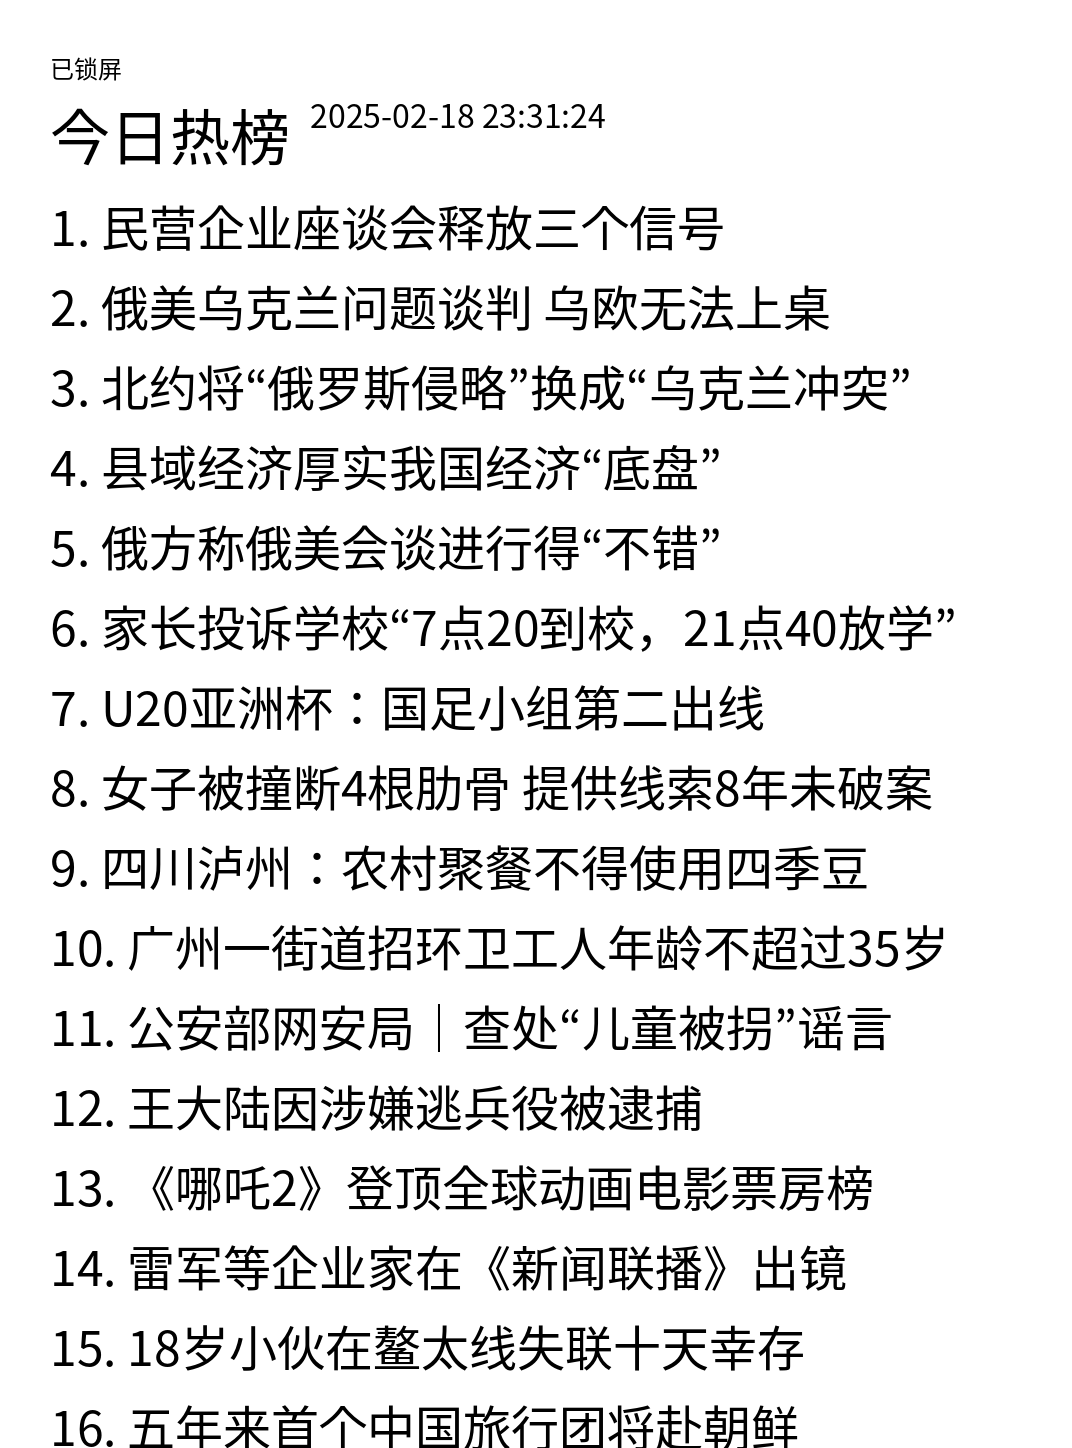 已锁屏
今日热榜 2025-02-18 23:31:24
1. 民营企业座谈会释放三个信号
2. 俄美乌克兰问题谈判 乌欧无法上桌
3. 北约将“俄罗斯侵略”换成“乌克兰冲突”
4. 县域经济厚实我国经济“底盘”
5. 俄方称俄美会谈进行得“不错”
6. 家长投诉学校“7点20到校，21点40放学”
7. U20亚洲杯：国足小组第二出线
8. 女子被撞断4根肋骨 提供线索8年未破案
9. 四川泸州：农村聚餐不得使用四季豆
10. 广州一街道招环卫工人年龄不超过35岁
11. 公安部网安局｜查处“儿童被拐”谣言
12. 王大陆因涉嫌逃兵役被逮捕
13. 《哪吒2》登顶全球动画电影票房榜
14. 雷军等企业家在《新闻联播》出镜
15. 18岁小伙在鳌太线失联十天幸存
16. 五年来首个中国旅行团将赴朝鲜